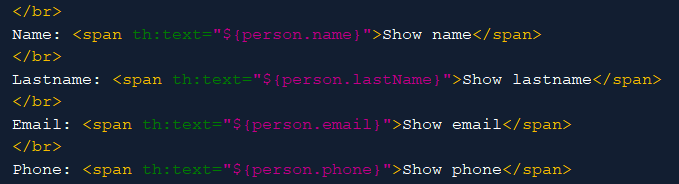 </br>
Name: <span th:text="${person.name}">Show name</span>
</br>
Lastname: <span th:text="${person.lastName}">Show lastname</span>
</br>
Email: <span th:text="${person.email}">Show email</span>
</br>
Phone: <span th:text="${person.phone}">Show phone</span>